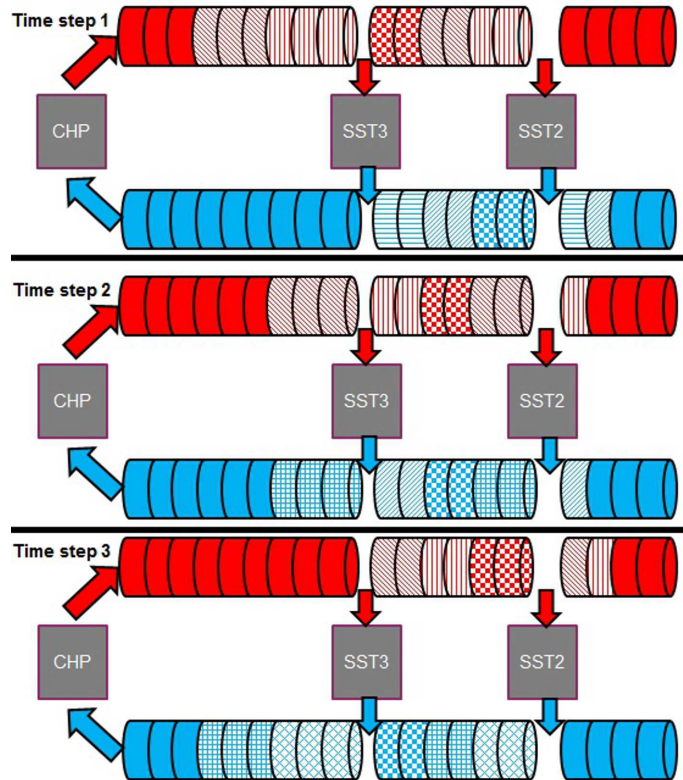 Time step 1
CHP
SST3
SST2
Time step 2
CHP
SST3
SST2
Time step 3
CHP
SST3
SST2